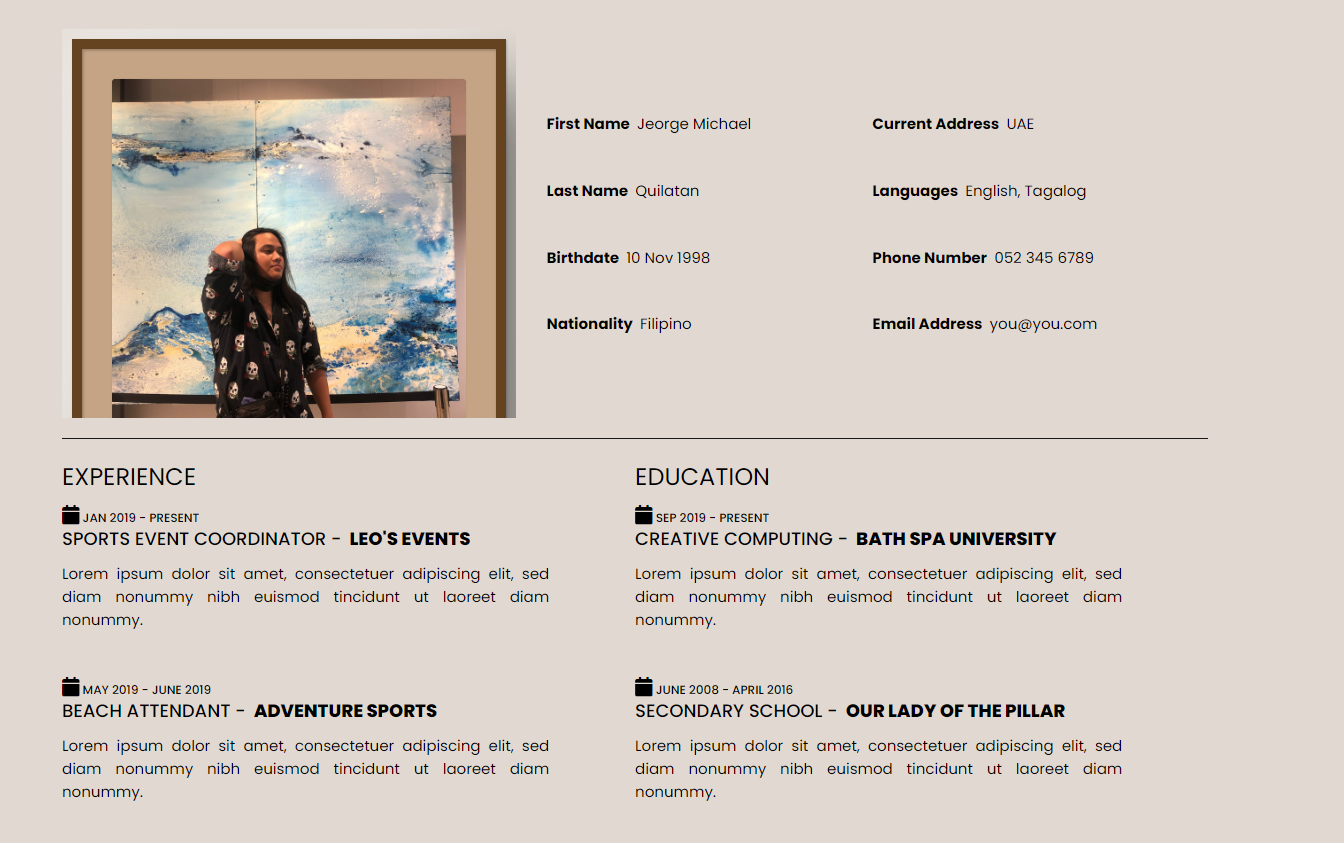 First Name Jeorge Michael
Current Address UAE
Last Name Quilatan
Languages English, Tagalog
Birthdate 10 Nov 1998
Phone Number 052 345 6789
Nationality Filipino
Email Address you@you.com
EXPERIENCE
JAN 2019 - PRESENT
SPORTS EVENT COORDINATOR - LEO'S EVENTS
Lorem ipsum dolor sit amet, consectetuer adipiscing elit, sed
diam nonummy nibh euismod tincidunt ut laoreet diam
nonummy.
MAY 2019 - JUNE 2019
BEACH ATTENDANT - ADVENTURE SPORTS
Lorem ipsum dolor sit amet, consectetuer adipiscing elit, sed
diam nonummy nibh euismod tincidunt ut laoreet diam
nonummy.
EDUCATION
SEP 2019 - PRESENT
CREATIVE COMPUTING - BATH SPA UNIVERSITY
Lorem ipsum dolor sit amet, consectetuer adipiscing elit, sed
diam nonummy nibh euismod tincidunt ut laoreet diam
nonummy.
JUNE 2008 - APRIL 2016
SECONDARY SCHOOL - OUR LADY OF THE PILLAR
Lorem ipsum dolor sit amet, consectetuer adipiscing elit, sed
diam nonummy nibh euismod tincidunt ut laoreet diam
nonummy.